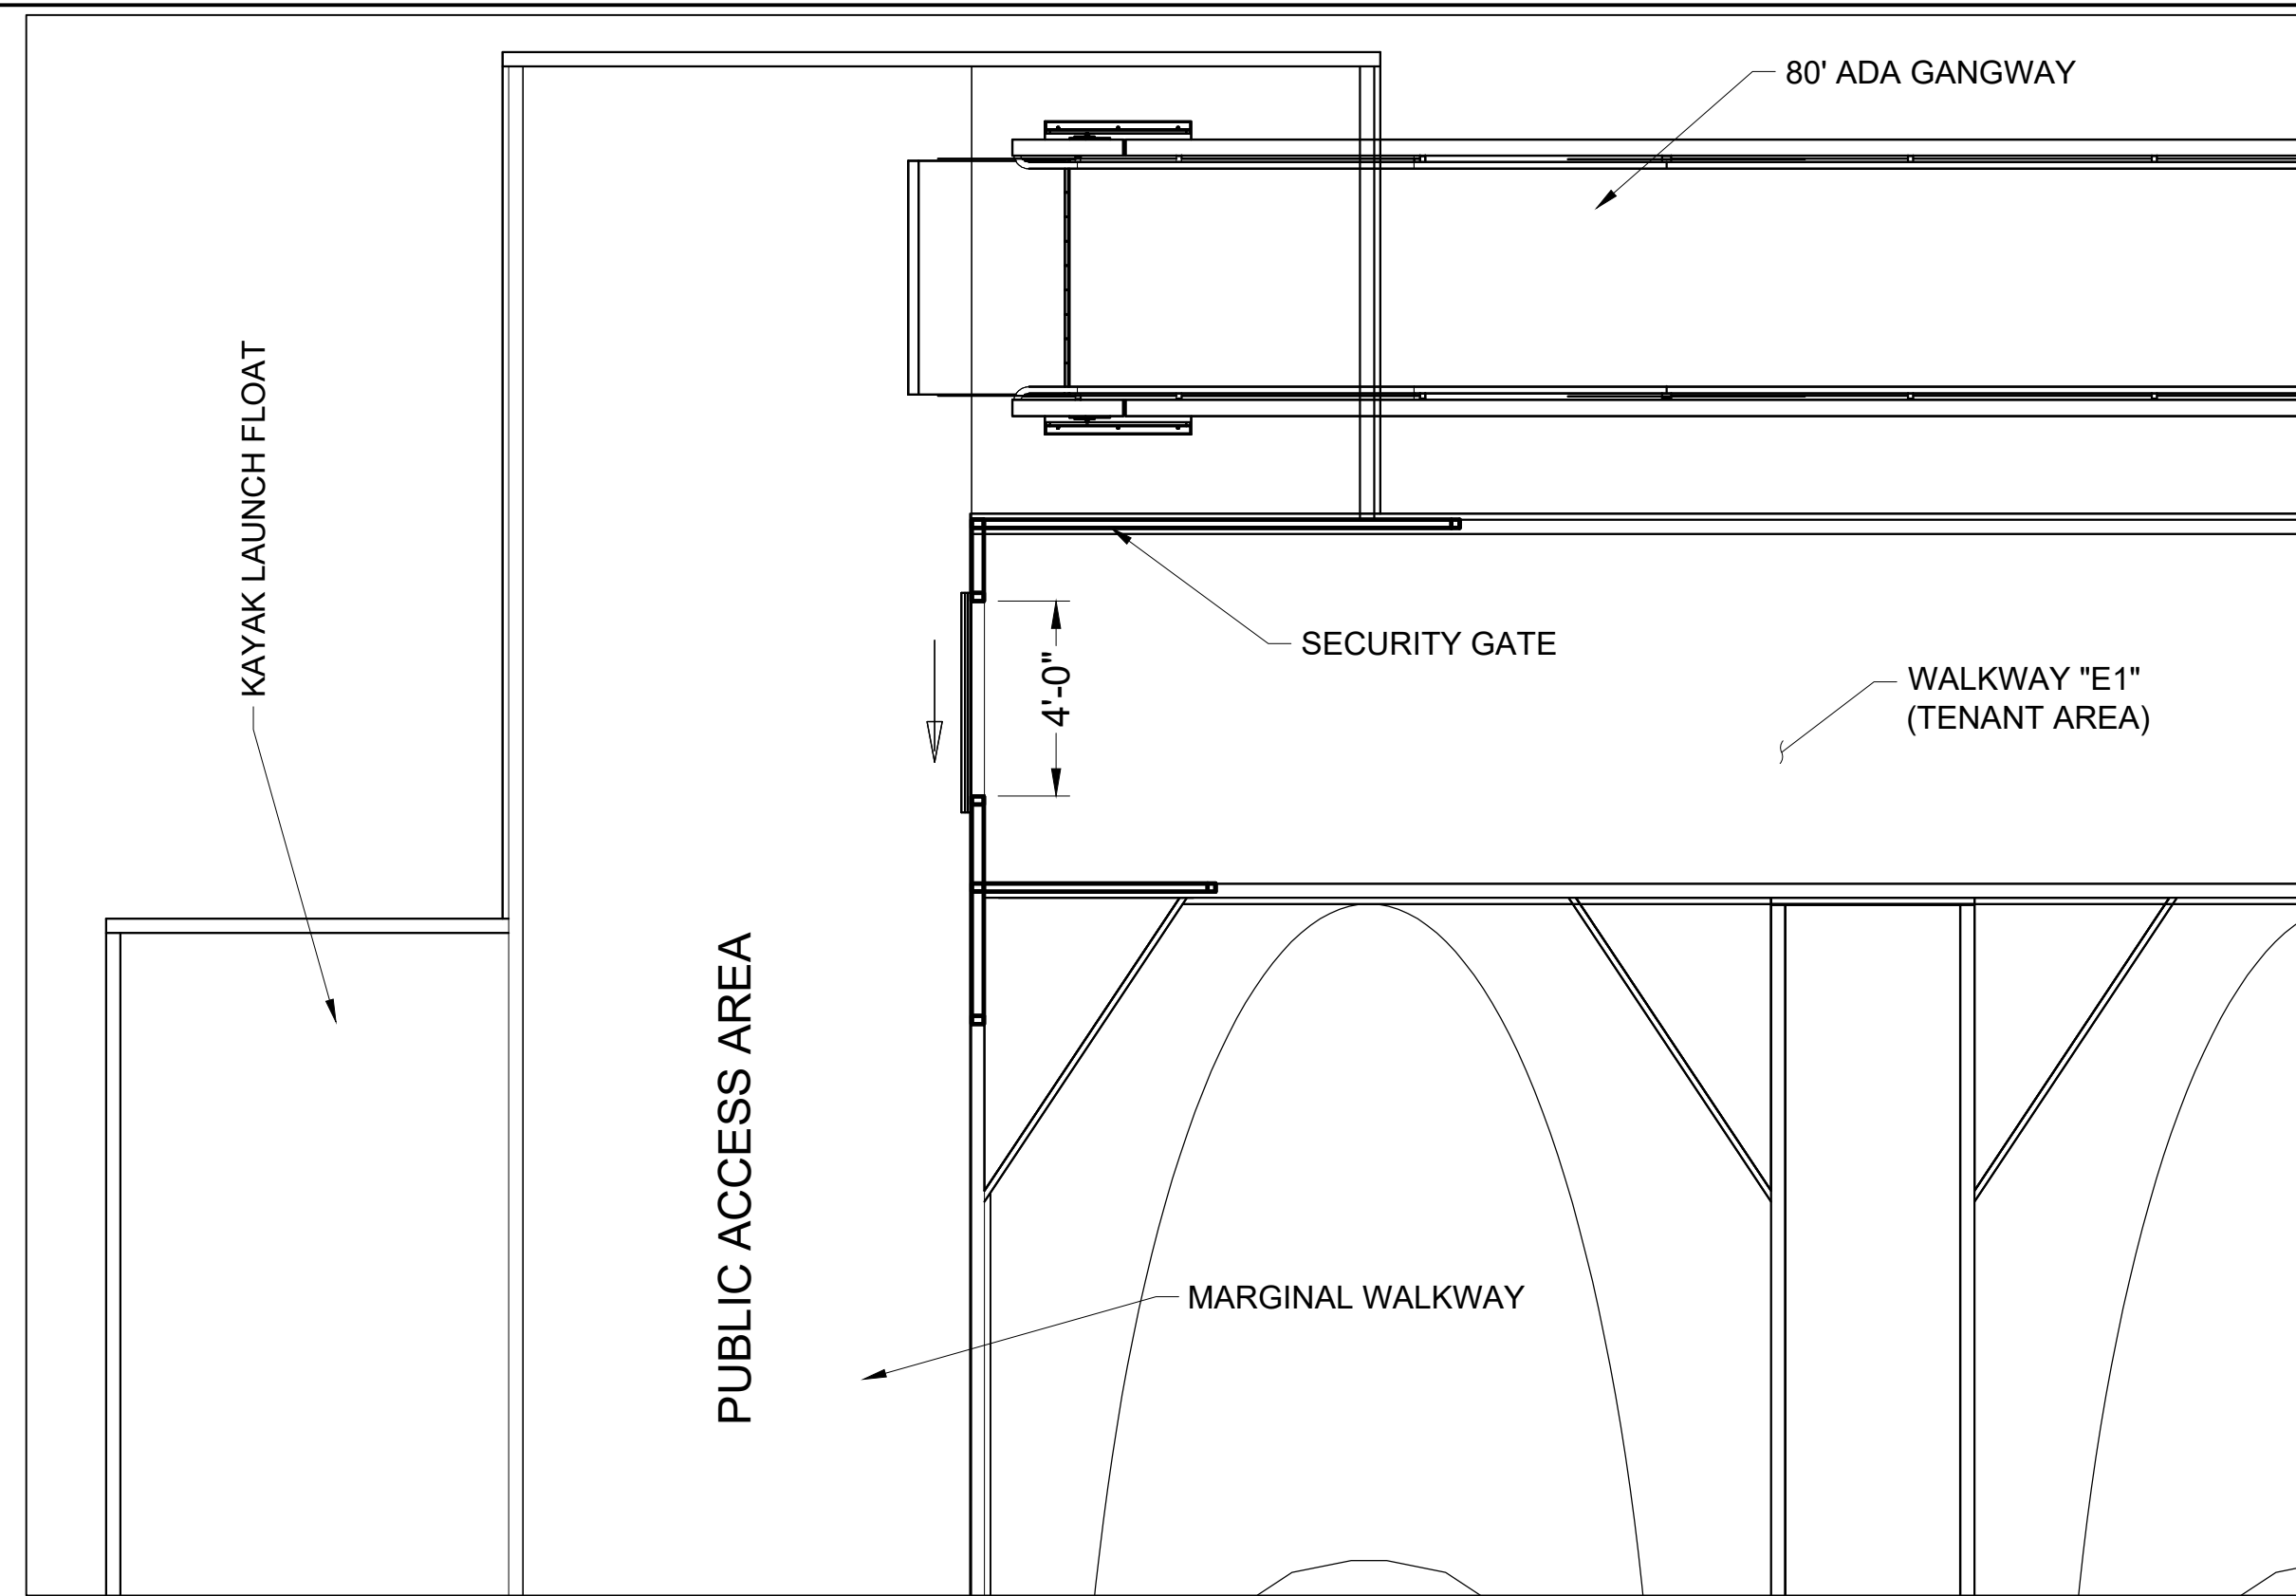 80' ADA GANGWAY
KAYAK LAUNCH FLOAT
SECURITY GATE
4'-0"
WALKWAY "E1"
(TENANT AREA)
PUBLIC ACCESS AREA
MARGINAL WALKWAY